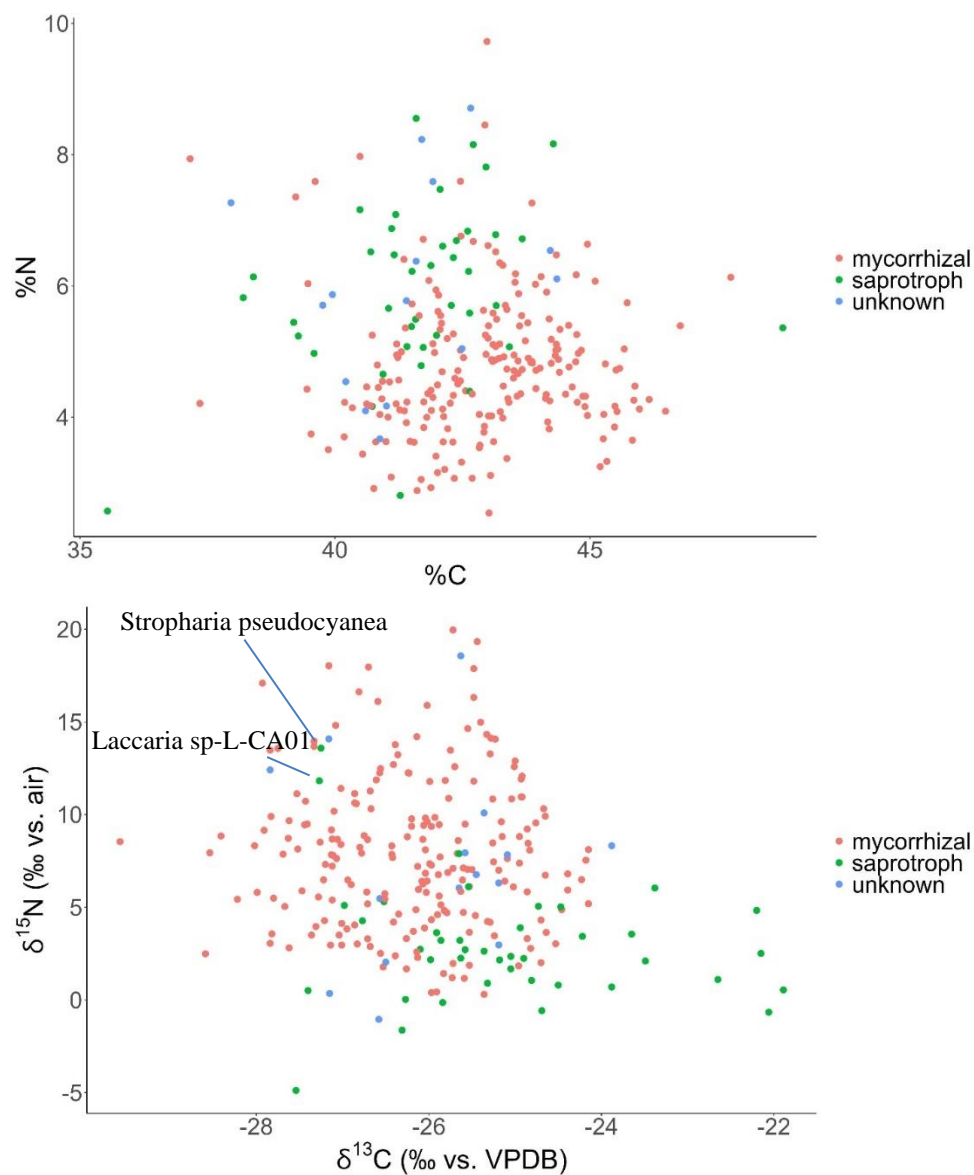 10
8
6
4
%N
35
40
45
%C
mycorrhizal
saprotroph
unknown
Stropharia pseudocyanea
Laccaria sp-L-CA01
20
15
10
5
0
-5
δ15N (‰ vs. air)
-28
-26
-24
-22
δ13C (‰ vs. VPDB)
mycorrhizal
saprotroph
unknown